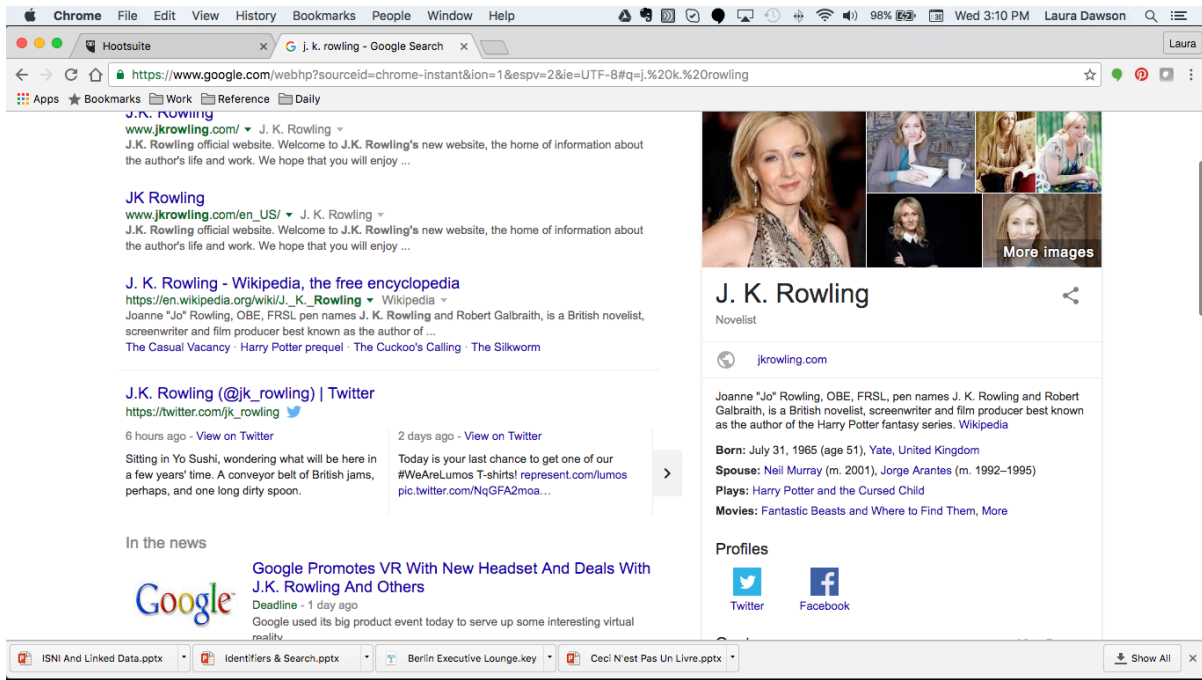 Chrome File Edit View History Bookmarks People Window Help 98% Wed 3:10 PM Laura Dawson
Hootsuite
j. k. rowling - Google Search
Laura
https://www.google.com/webhp?sourceid=chrome-instant&ion=1&espv=2&ie=UTF-8#q=j.%20k.%20rowling
Apps Bookmarks Work Reference Daily
J.K. Rowling
www.jkrowling.com/ J. K. Rowling
J.K. Rowling official website. Welcome to J.K. Rowling's new website, the home of information about
the author's life and work. We hope that you will enjoy ...
JK Rowling
www.jkrowling.com/en_US/ J. K. Rowling
J.K. Rowling official website. Welcome to J.K. Rowling's new website, the home of information about
the author's life and work. We hope that you will enjoy ...
J. K. Rowling - Wikipedia, the free encyclopedia
https://en.wikipedia.org/wiki/J._K._Rowling Wikipedia
Joanne "Jo" Rowling, OBE, FRSL pen names J. K. Rowling and Robert Galbraith, is a British novelist,
screenwriter and film producer best known as the author of ...
The Casual Vacancy · Harry Potter prequel · The Cuckoo's Calling · The Silkworm
J.K. Rowling (@jk_rowling) | Twitter
https://twitter.com/jk_rowling
6 hours ago - View on Twitter
Sitting in Yo Sushi, wondering what will be here in
a few years' time. A conveyor belt of British jams,
perhaps, and one long dirty spoon.
2 days ago - View on Twitter
Today is your last chance to get one of our
#WeAreLumos T-shirts! represent.com/lumos
pic.twitter.com/NqGFA2moa…
In the news
Google
Google Promotes VR With New Headset And Deals With
J.K. Rowling And Others
Deadline - 1 day ago
Google used its big product event today to serve up some interesting virtual
reality
More images
J. K. Rowling
Novelist
jkrowling.com
Joanne "Jo" Rowling, OBE, FRSL, pen names J. K. Rowling and Robert
Galbraith, is a British novelist, screenwriter and film producer best known
as the author of the Harry Potter fantasy series. Wikipedia
Born: July 31, 1965 (age 51), Yate, United Kingdom
Spouse: Neil Murray (m. 2001), Jorge Arantes (m. 1992–1995)
Plays: Harry Potter and the Cursed Child
Movies: Fantastic Beasts and Where to Find Them, More
Profiles
Twitter
Facebook
ISNI And Linked Data.pptx
Identifiers & Search.pptx
Berlin Executive Lounge.key
Ceci N'est Pas Un Livre.pptx
Show All